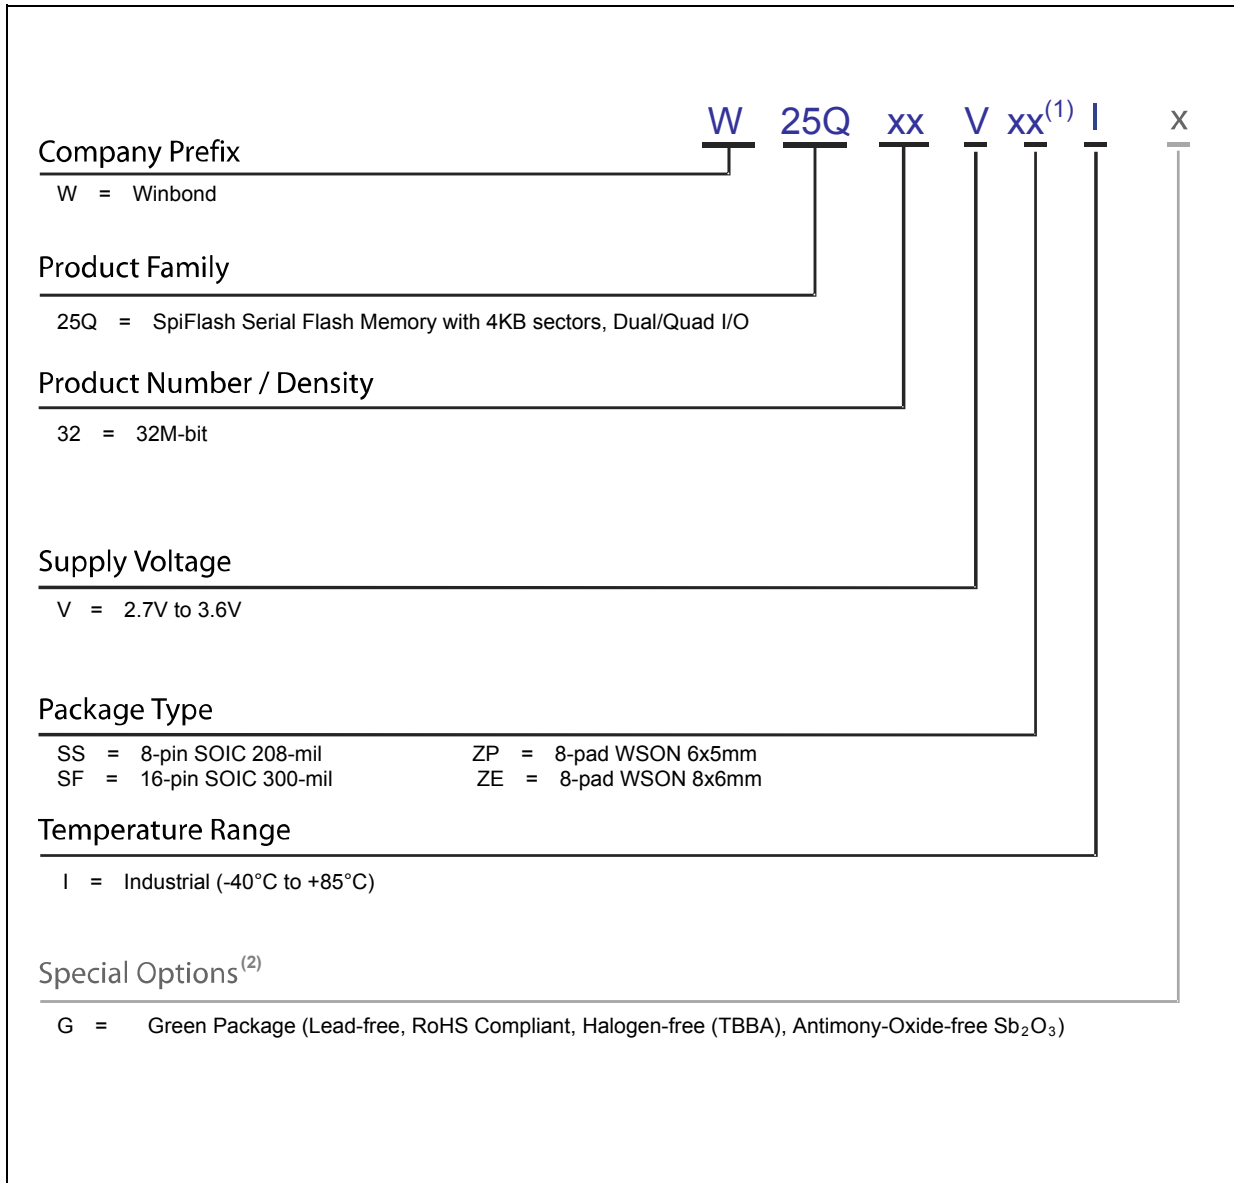 W 25Q xx V xx(1) I x
Company Prefix
W = Winbond
Product Family
25Q = SpiFlash Serial Flash Memory with 4KB sectors, Dual/Quad I/O
Product Number / Density
32 = 32M-bit
Supply Voltage
V = 2.7V to 3.6V
Package Type
SS = 8-pin SOIC 208-mil ZP = 8-pad WSON 6x5mm
SF = 16-pin SOIC 300-mil ZE = 8-pad WSON 8x6mm
Temperature Range
I = Industrial (-40°C to +85°C)
Special Options(2)
G = Green Package (Lead-free, RoHS Compliant, Halogen-free (TBBA), Antimony-Oxide-free Sb₂O₃)